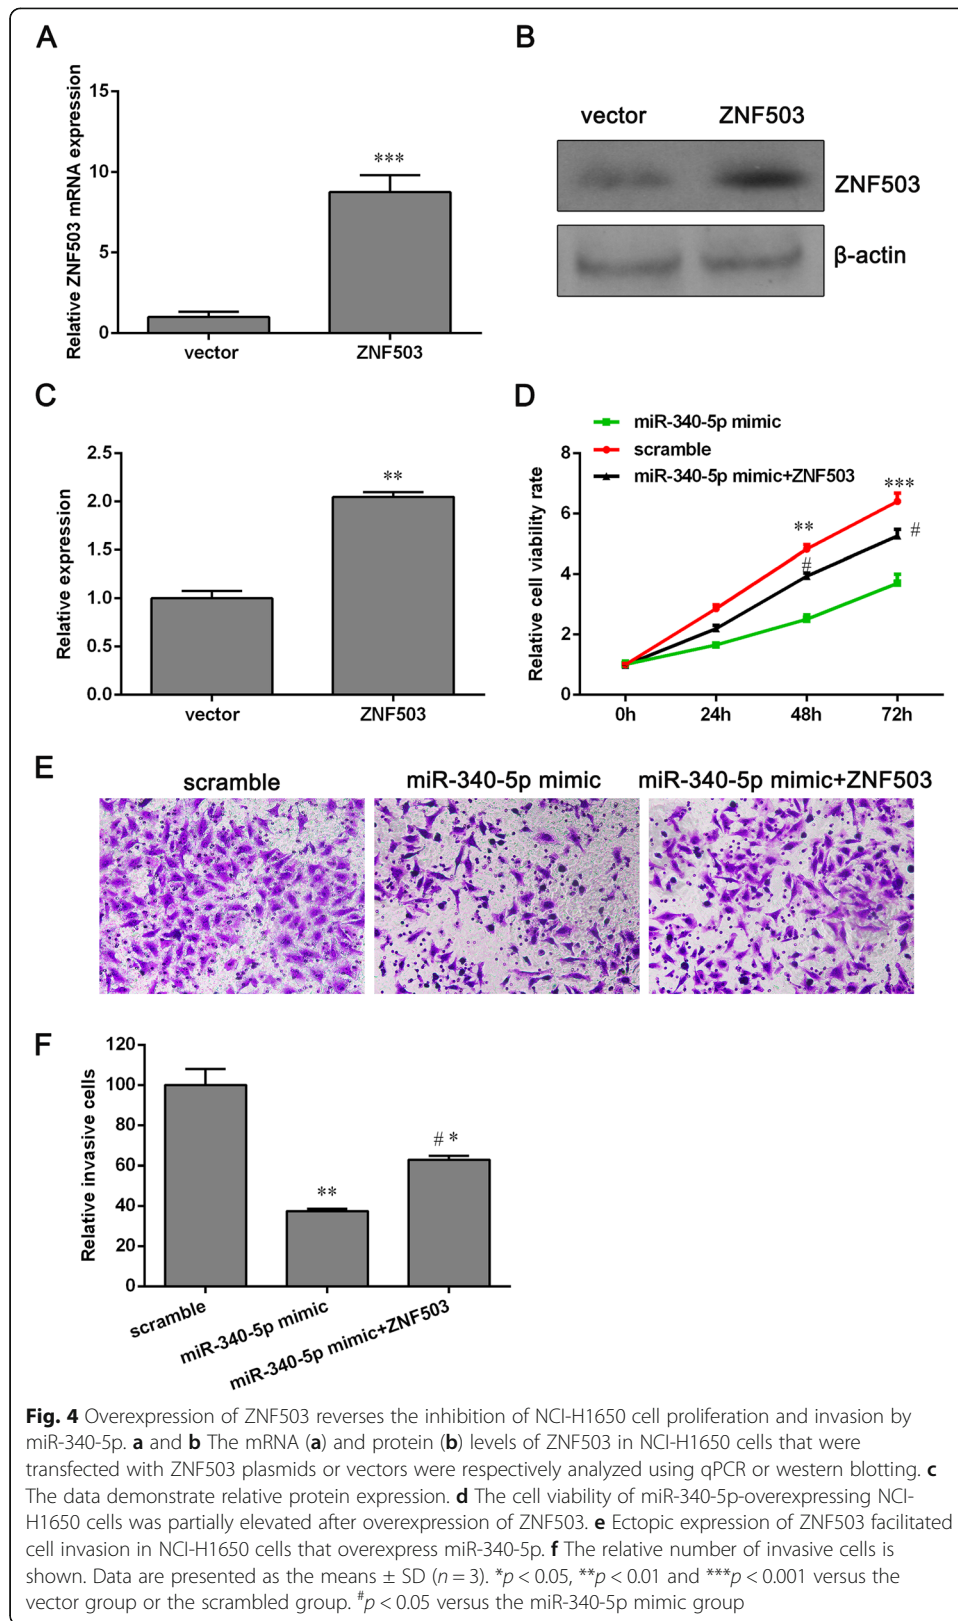 A
Relative ZNF503 mRNA expression
15
10
5
0
***
vector
ZNF503
B
vector ZNF503
ZNF503
β-actin
C
Relative expression
2.5
2.0
1.5
1.0
0.5
0.0
**
vector
ZNF503
D
miR-340-5p mimic
scramble
miR-340-5p mimic+ZNF503
Relative cell viability rate
8
6
4
2
0
**
#
***
#
0h 24h 48h 72h
E
scramble miR-340-5p mimic miR-340-5p mimic+ZNF503
F
Relative invasive cells
120
100
80
60
40
20
0
**
# *
scramble
miR-340-5p mimic
miR-340-5p mimic+ZNF503
Fig. 4 Overexpression of ZNF503 reverses the inhibition of NCI-H1650 cell proliferation and invasion by
miR-340-5p. a and b The mRNA (a) and protein (b) levels of ZNF503 in NCI-H1650 cells that were
transfected with ZNF503 plasmids or vectors were respectively analyzed using qPCR or western blotting. c
The data demonstrate relative protein expression. d The cell viability of miR-340-5p-overexpressing NCI-
H1650 cells was partially elevated after overexpression of ZNF503. e Ectopic expression of ZNF503 facilitated
cell invasion in NCI-H1650 cells that overexpress miR-340-5p. f The relative number of invasive cells is
shown. Data are presented as the means ± SD (n = 3). *p < 0.05, **p < 0.01 and ***p < 0.001 versus the
vector group or the scrambled group. #p < 0.05 versus the miR-340-5p mimic group